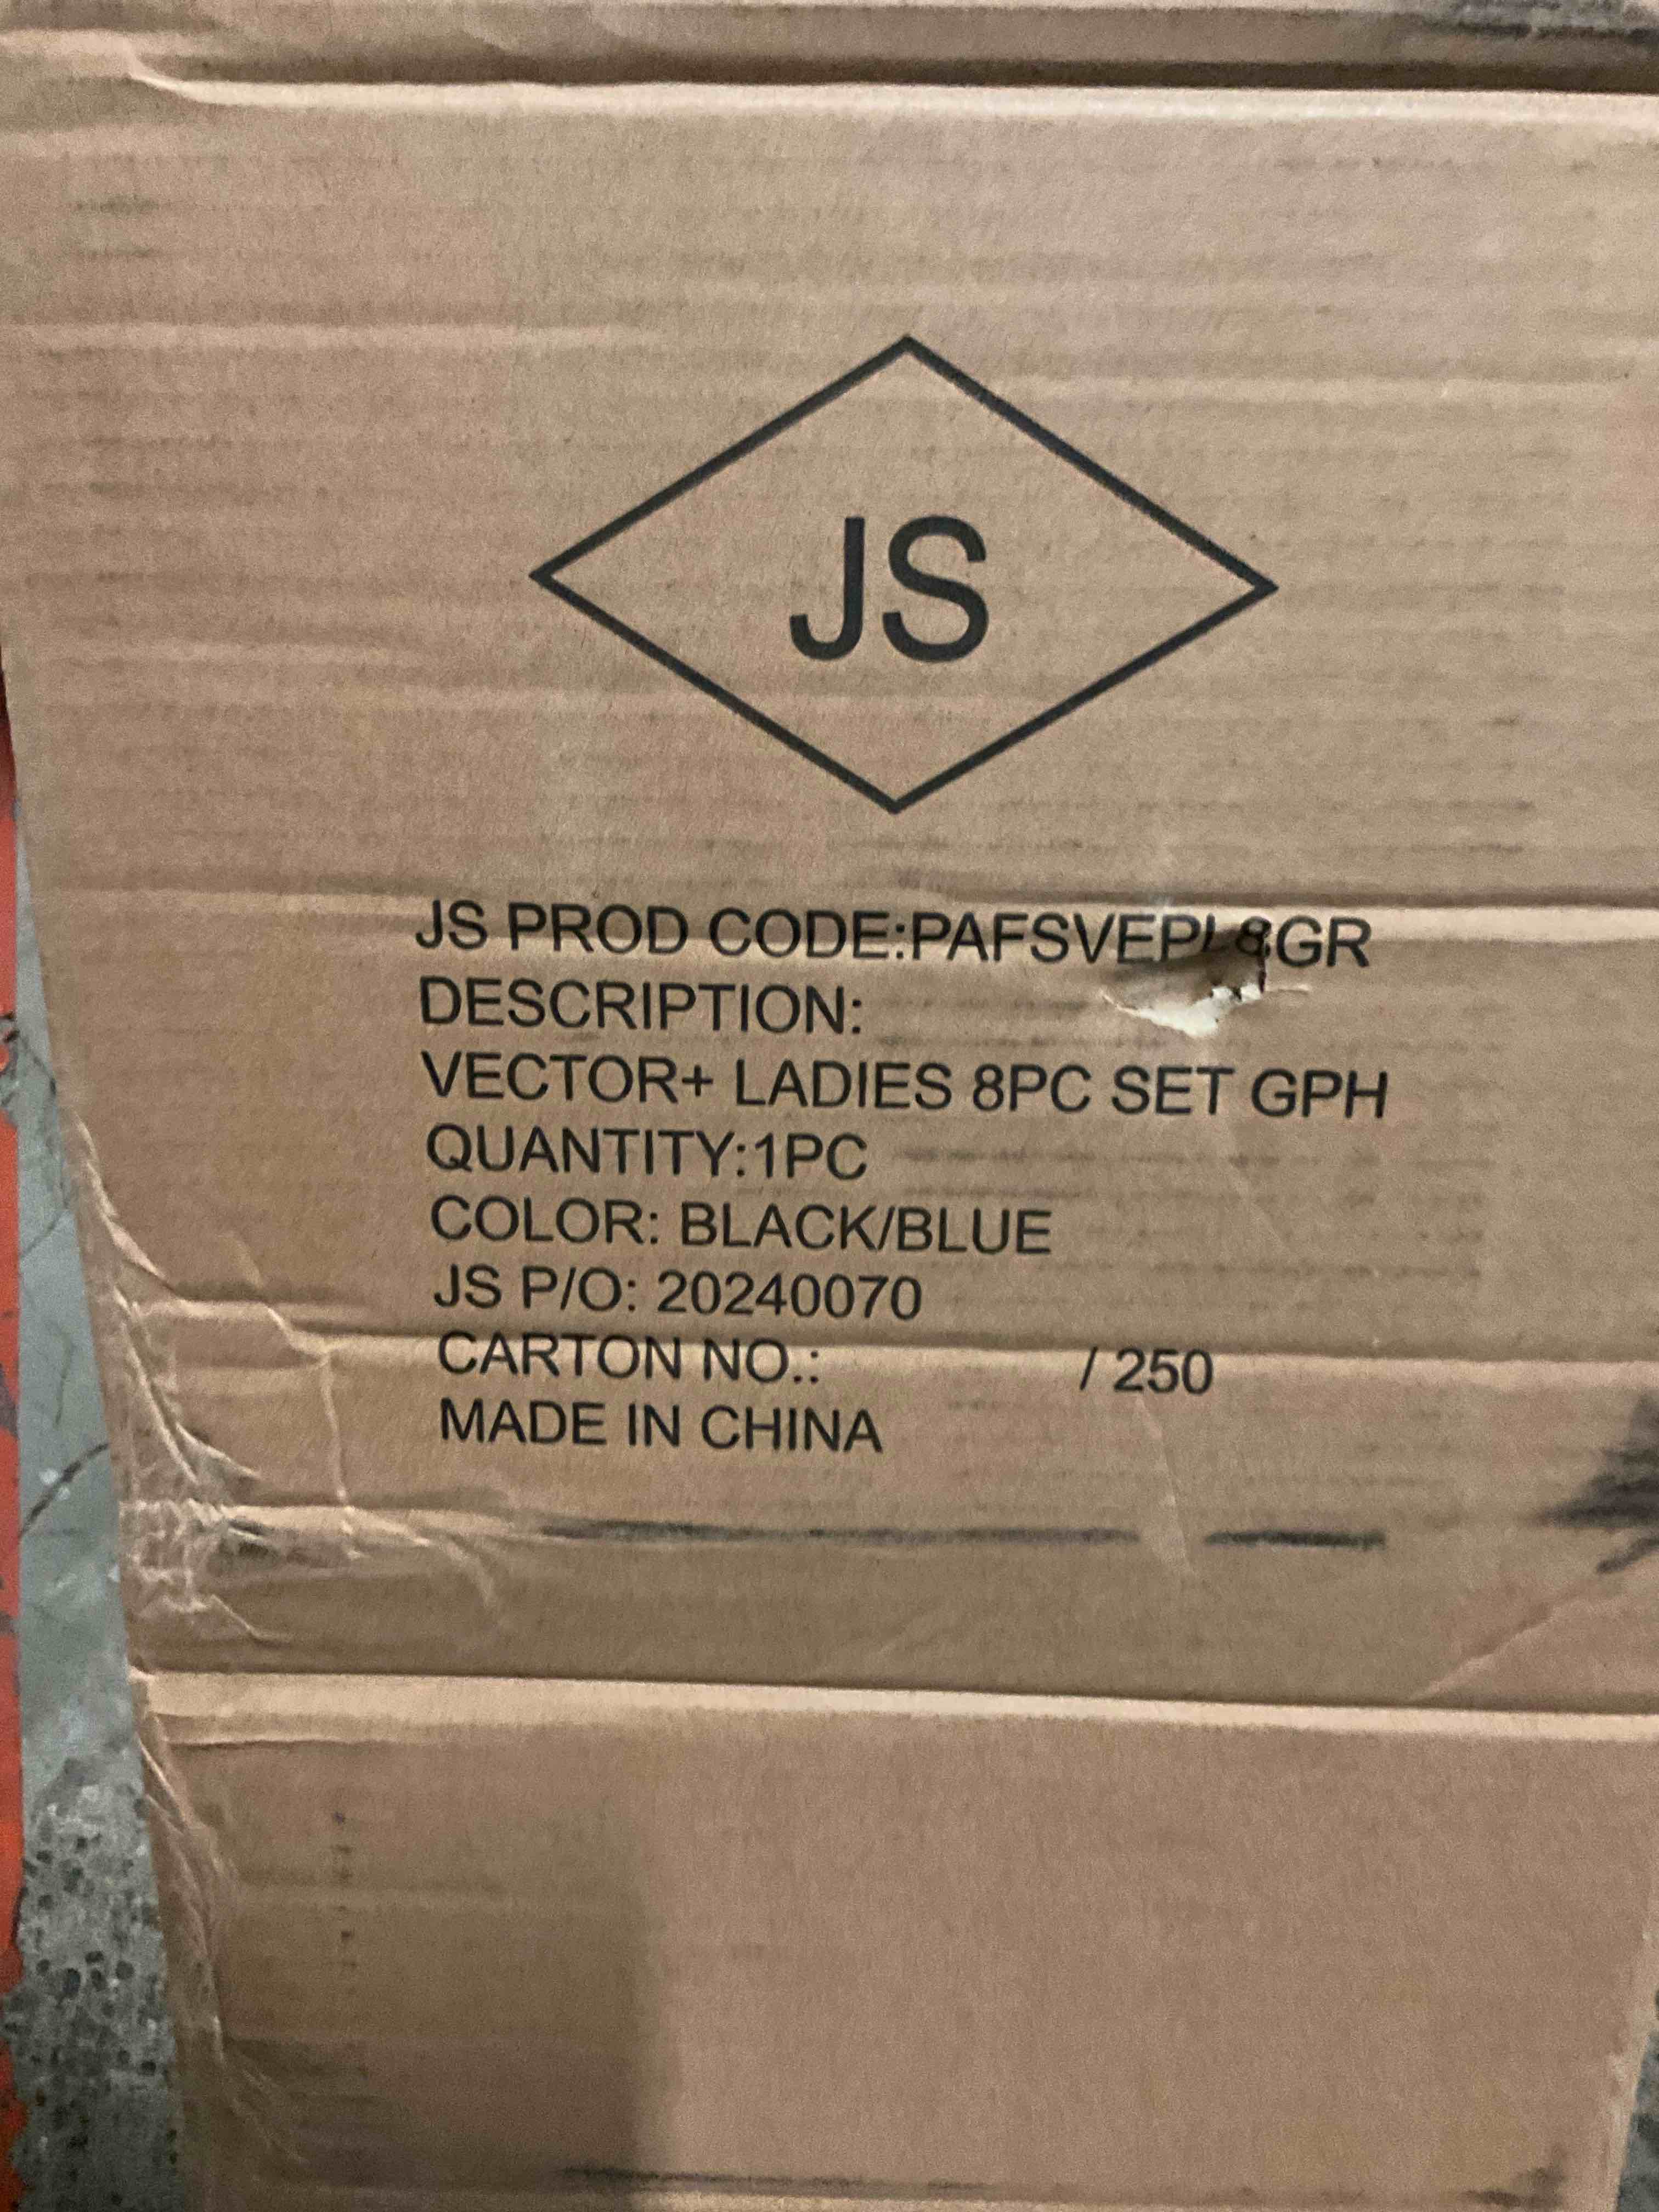 JS
JS PROD CODE:PAFSVEPL8GR
DESCRIPTION:
VECTOR+ LADIES 8PC SET GPH
QUANTITY:1PC
COLOR: BLACK/BLUE
JS P/O: 20240070
CARTON NO.: / 250
MADE IN CHINA